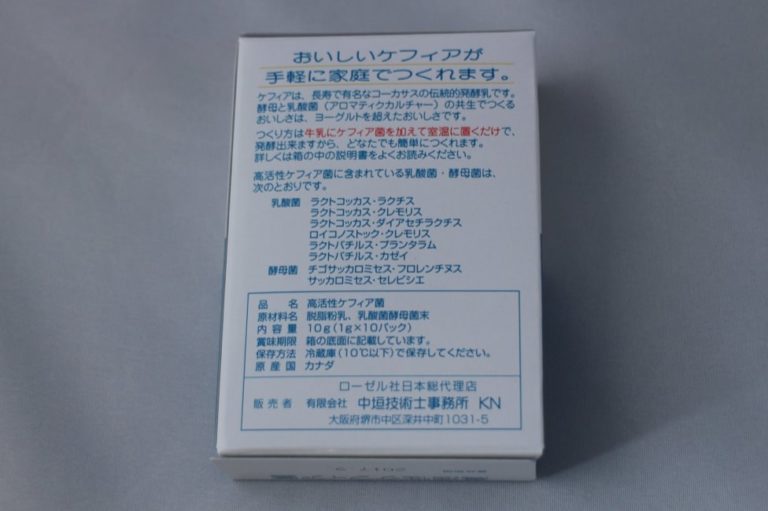 おいしいケフィアが
手軽に家庭でつくれます。
ケフィアは、長寿で有名なコーカサスの伝統的発酵乳です。
酵母と乳酸菌（アロマティクカルチャー）の共生でつくる
おいしさは、ヨーグルトを超えたおいしさです。
つくり方は牛乳にケフィア菌を加えて室温に置くだけで、
発酵出来ますから、どなたでも簡単につくれます。
詳しくは箱の中の説明書をよくお読みください。
高活性ケフィア菌に含まれている乳酸菌・酵母菌は、
次のとおりです。
乳酸菌 ラクトコッカス・ラクチス
ラクトコッカス・クレモリス
ラクトコッカス・ダイアセチラクチス
ロイコノストック・クレモリス
ラクトバチルス・プランタラム
ラクトバチルス・カゼイ
酵母菌 チゴサッカロミセス・フロレンチヌス
サッカロミセス・セレビシエ
品名 高活性ケフィア菌
原材料名 脱脂粉乳、乳酸菌酵母菌末
内容量 10g（1g×10パック）
賞味期限 箱の底面に記載しています。
保存方法 冷蔵庫（10℃以下）で保存してください。
原産国 カナダ
ローゼル社日本総代理店
販売者 有限会社 中垣技術士事務所 KN
大阪府堺市中区深井中町1031-5